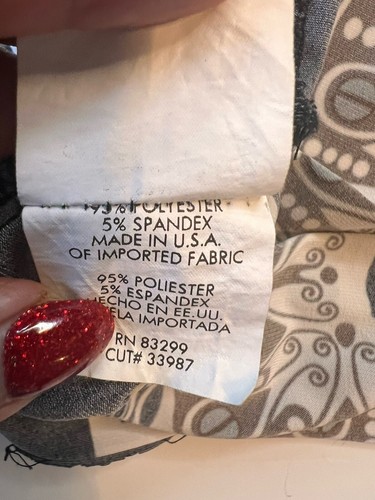 95% POLYESTER
5% SPANDEX
MADE IN U.S.A.
OF IMPORTED FABRIC
95% POLIESTER
5% ESPANDEX
HECHO EN EE.UU.
TELA IMPORTADA
RN 83299
CUT# 33987